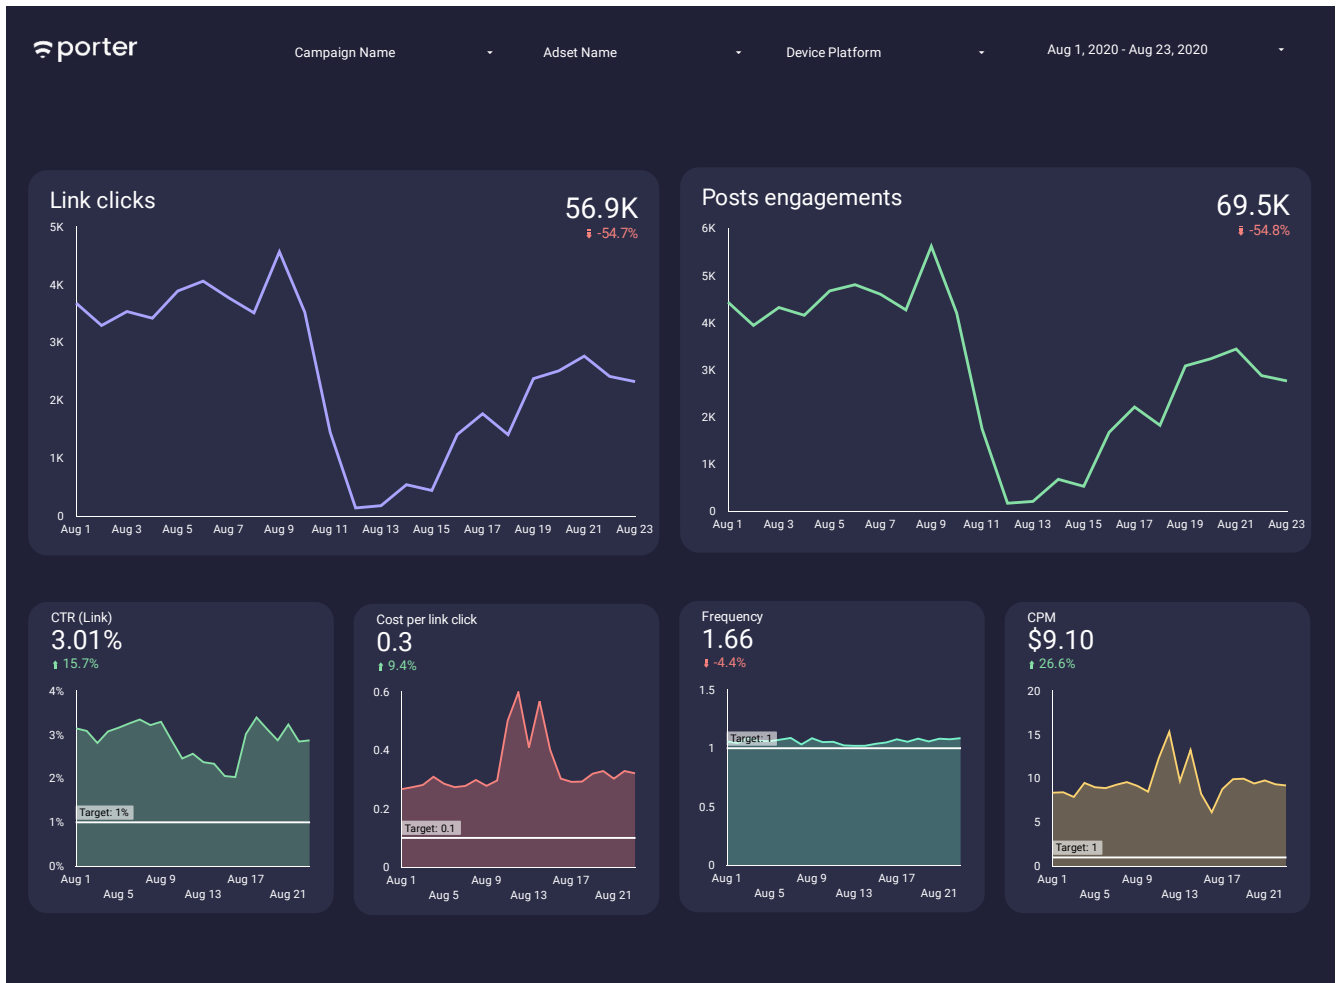 porter
Campaign Name
Adset Name
Device Platform
Aug 1, 2020 - Aug 23, 2020
Link clicks
56.9K
-54.7%
5K
4K
3K
2K
1K
0
Aug 1 Aug 3 Aug 5 Aug 7 Aug 9 Aug 11 Aug 13 Aug 15 Aug 17 Aug 19 Aug 21 Aug 23
Posts engagements
69.5K
-54.8%
6K
5K
4K
3K
2K
1K
0
Aug 1 Aug 3 Aug 5 Aug 7 Aug 9 Aug 11 Aug 13 Aug 15 Aug 17 Aug 19 Aug 21 Aug 23
CTR (Link)
3.01%
15.7%
4%
3%
2%
Target: 1%
1%
0%
Aug 1 Aug 9 Aug 17
Aug 5 Aug 13 Aug 21
Cost per link click
0.3
9.4%
0.6
0.4
0.2
Target: 0.1
0
Aug 1 Aug 9 Aug 17
Aug 5 Aug 13 Aug 21
Frequency
1.66
-4.4%
1.5
Target: 1
1
0.5
0
Aug 1 Aug 9 Aug 17
Aug 5 Aug 13 Aug 21
CPM
$9.10
26.6%
20
15
10
5
Target: 1
0
Aug 1 Aug 9 Aug 17
Aug 5 Aug 13 Aug 21